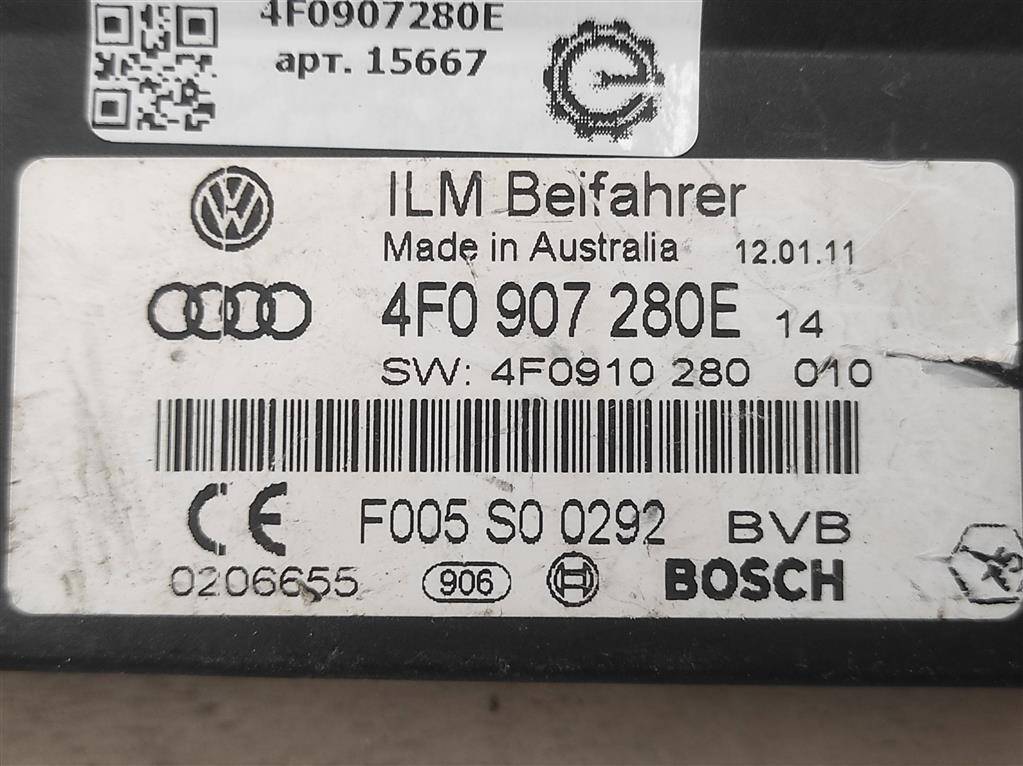 4F0907280E
арт. 15667
ILM Beifahrer
Made in Australia 12.01.11
4F0 907 280E 14
SW: 4F0910 280 010
CE F005 S0 0292 BVB
0206655 906 BOSCH